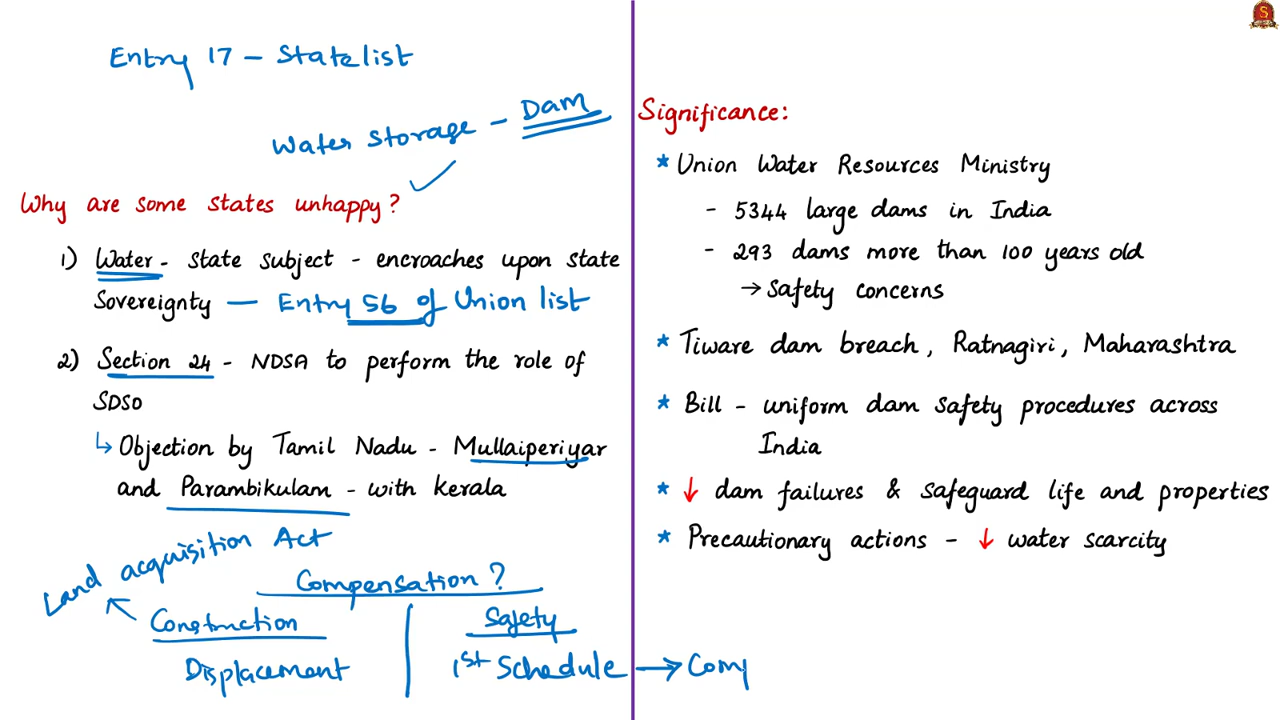 Entry 17 - State list
Water storage - Dam
Why are some states unhappy?
1) Water - state subject - encroaches upon state
Sovereignty - Entry 56 of Union list
2) Section 24 - NDSA to perform the role of
SDSO
↳ Objection by Tamil Nadu - Mullaiperiyar
and Parambikulam - with Kerala
Land acquisition Act
Compensation?
Construction
Displacement
Safety
1st Schedule → Comp
Significance:
* Union Water Resources Ministry
- 5344 large dams in India
- 293 dams more than 100 years old
→ Safety concerns
* Tiware dam breach, Ratnagiri, Maharashtra
* Bill - uniform dam safety procedures across
India
* ↓ dam failures & safeguard life and properties
* Precautionary actions - ↓ water scarcity